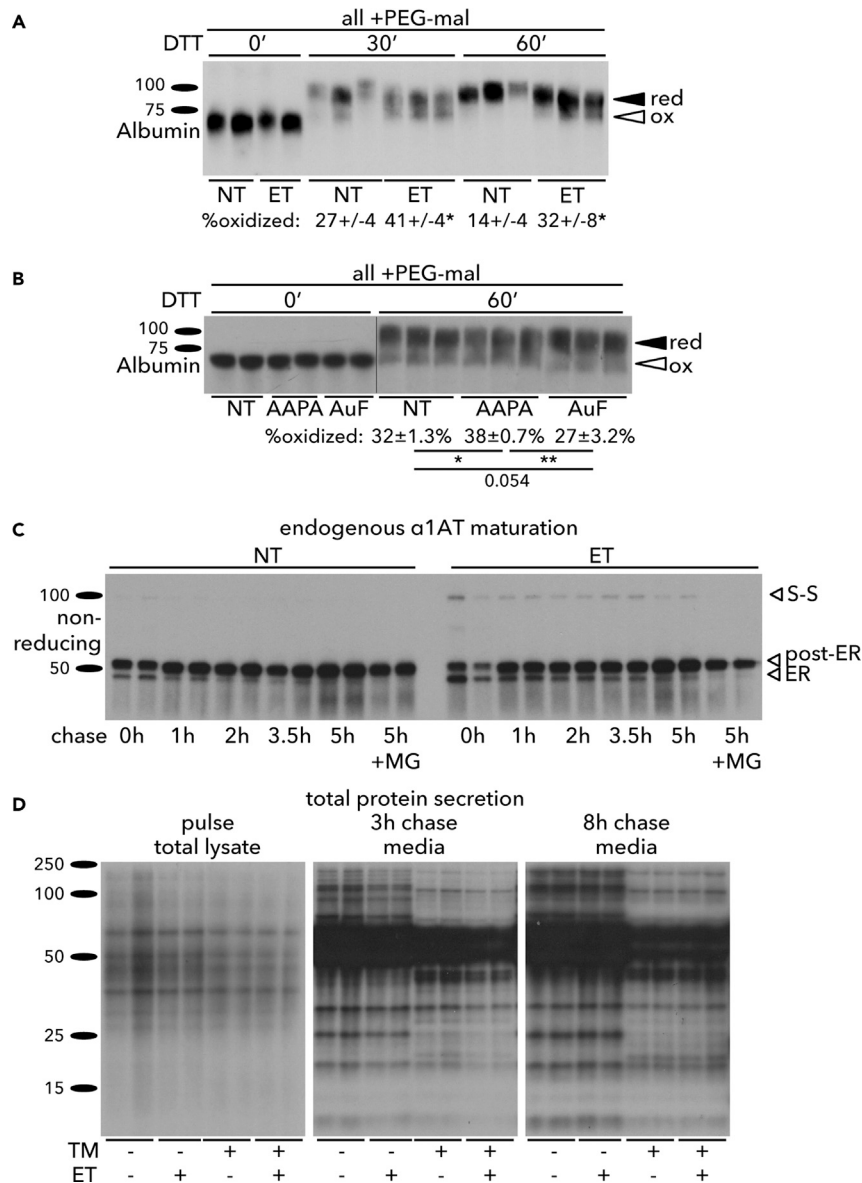 A
all +PEG-mal
DTT 0' 30' 60'
100
75
Albumin
red
ox
NT ET NT ET NT ET
%oxidized: 27+/-4 41+/-4* 14+/-4 32+/-8*
B
all +PEG-mal
DTT 0' 60'
100
75
Albumin
red
ox
NT AAPA AuF NT AAPA AuF
%oxidized: 32±1.3% 38±0.7% 27±3.2%
* **
0.054
C
endogenous α1AT maturation
NT ET
100
S-S
non-
reducing
50
post-ER
ER
chase 0h 1h 2h 3.5h 5h 5h 0h 1h 2h 3.5h 5h 5h
+MG +MG
D
total protein secretion
pulse 3h chase 8h chase
total lysate media media
250
100
50
25
15
TM - - + + - - + + - - + +
ET - + - + - + - + - + - +